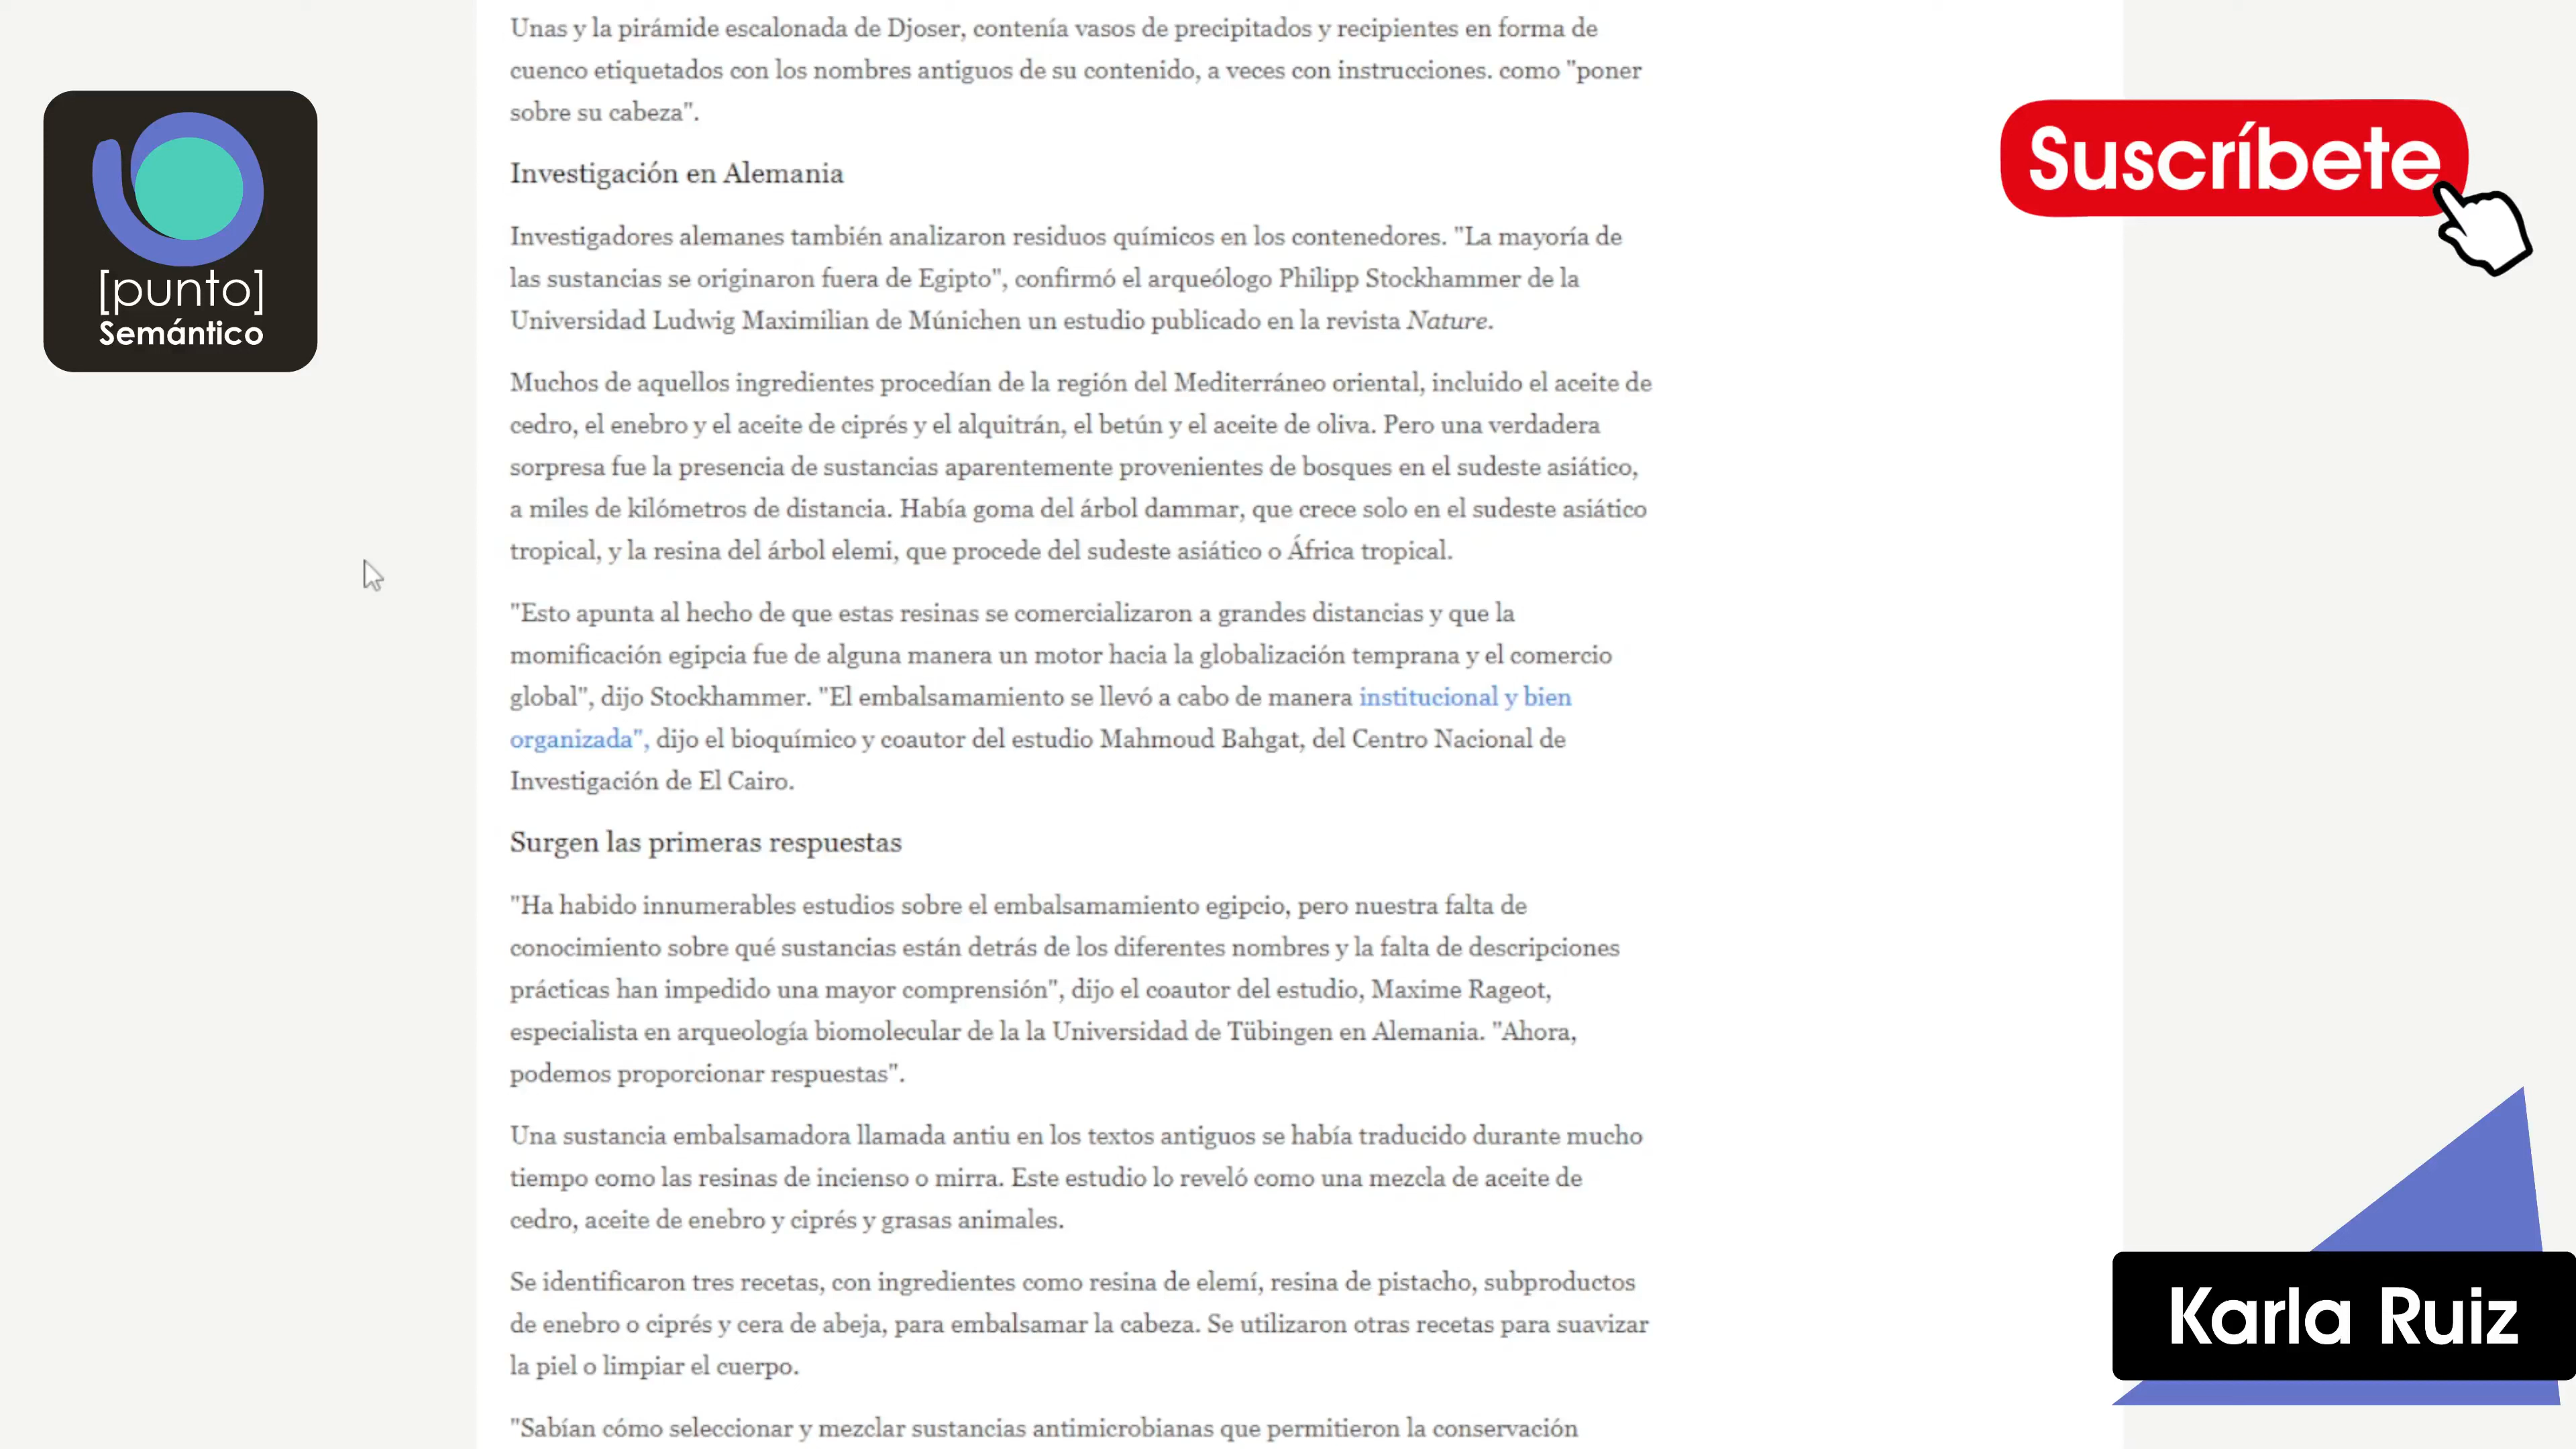 Unas y la pirámide escalonada de Djoser, contenía vasos de precipitados y recipientes en forma de
cuenco etiquetados con los nombres antiguos de su contenido, a veces con instrucciones. como "poner
sobre su cabeza".
[punto]
Semántico
Suscríbete
Investigación en Alemania
Investigadores alemanes también analizaron residuos químicos en los contenedores. "La mayoría de
las sustancias se originaron fuera de Egipto", confirmó el arqueólogo Philipp Stockhammer de la
Universidad Ludwig Maximilian de Múnichen un estudio publicado en la revista Nature.
Muchos de aquellos ingredientes procedían de la región del Mediterráneo oriental, incluido el aceite de
cedro, el enebro y el aceite de ciprés y el alquitrán, el betún y el aceite de oliva. Pero una verdadera
sorpresa fue la presencia de sustancias aparentemente provenientes de bosques en el sudeste asiático,
a miles de kilómetros de distancia. Había goma del árbol dammar, que crece solo en el sudeste asiático
tropical, y la resina del árbol elemi, que procede del sudeste asiático o África tropical.
"Esto apunta al hecho de que estas resinas se comercializaron a grandes distancias y que la
momificación egipcia fue de alguna manera un motor hacia la globalización temprana y el comercio
global", dijo Stockhammer. "El embalsamamiento se llevó a cabo de manera institucional y bien
organizada", dijo el bioquímico y coautor del estudio Mahmoud Bahgat, del Centro Nacional de
Investigación de El Cairo.
Surgen las primeras respuestas
"Ha habido innumerables estudios sobre el embalsamamiento egipcio, pero nuestra falta de
conocimiento sobre qué sustancias están detrás de los diferentes nombres y la falta de descripciones
prácticas han impedido una mayor comprensión", dijo el coautor del estudio, Maxime Rageot,
especialista en arqueología biomolecular de la la Universidad de Tübingen en Alemania. "Ahora,
podemos proporcionar respuestas".
Una sustancia embalsamadora llamada antiu en los textos antiguos se había traducido durante mucho
tiempo como las resinas de incienso o mirra. Este estudio lo reveló como una mezcla de aceite de
cedro, aceite de enebro y ciprés y grasas animales.
Se identificaron tres recetas, con ingredientes como resina de elemí, resina de pistacho, subproductos
de enebro o ciprés y cera de abeja, para embalsamar la cabeza. Se utilizaron otras recetas para suavizar
la piel o limpiar el cuerpo.
Karla Ruiz
"Sabían cómo seleccionar y mezclar sustancias antimicrobianas que permitieron la conservación